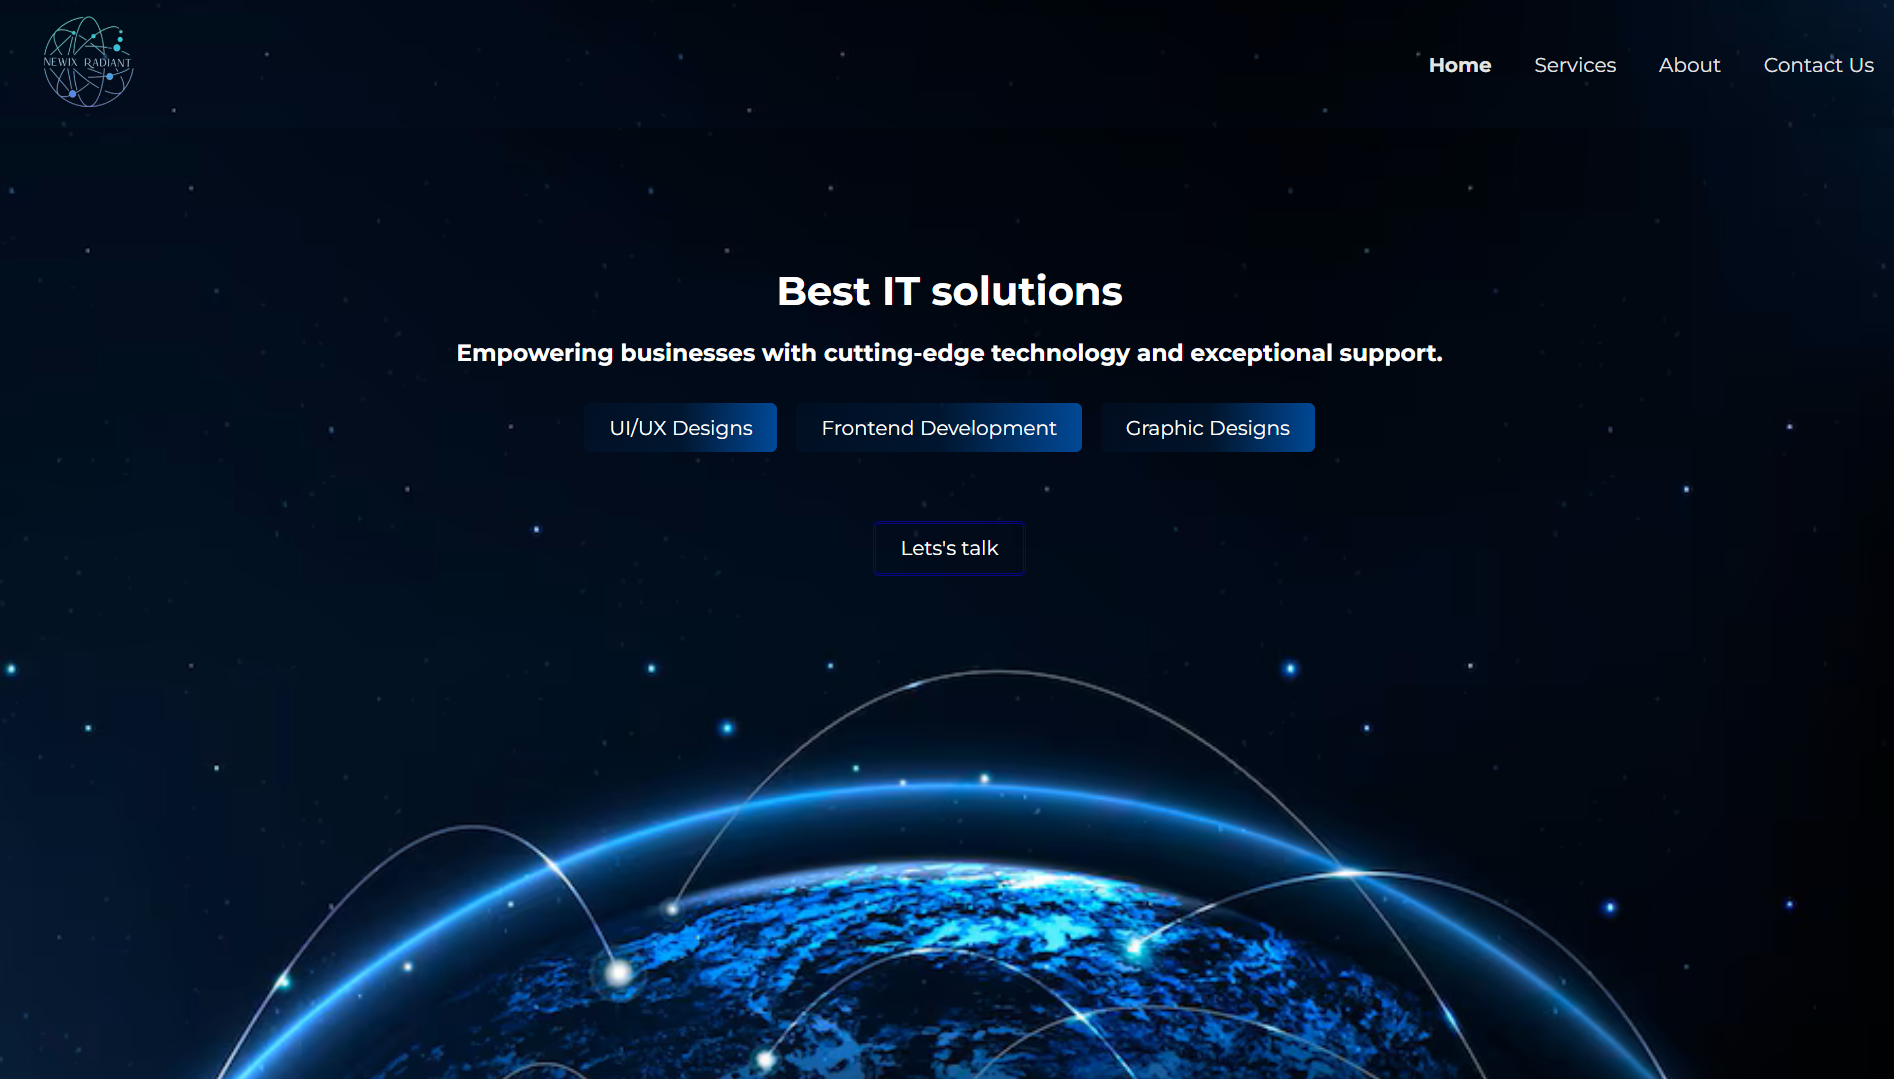 NEWIX RADIANT
Home Services About Contact Us
Best IT solutions
Empowering businesses with cutting-edge technology and exceptional support.
UI/UX Designs Frontend Development Graphic Designs
Lets's talk